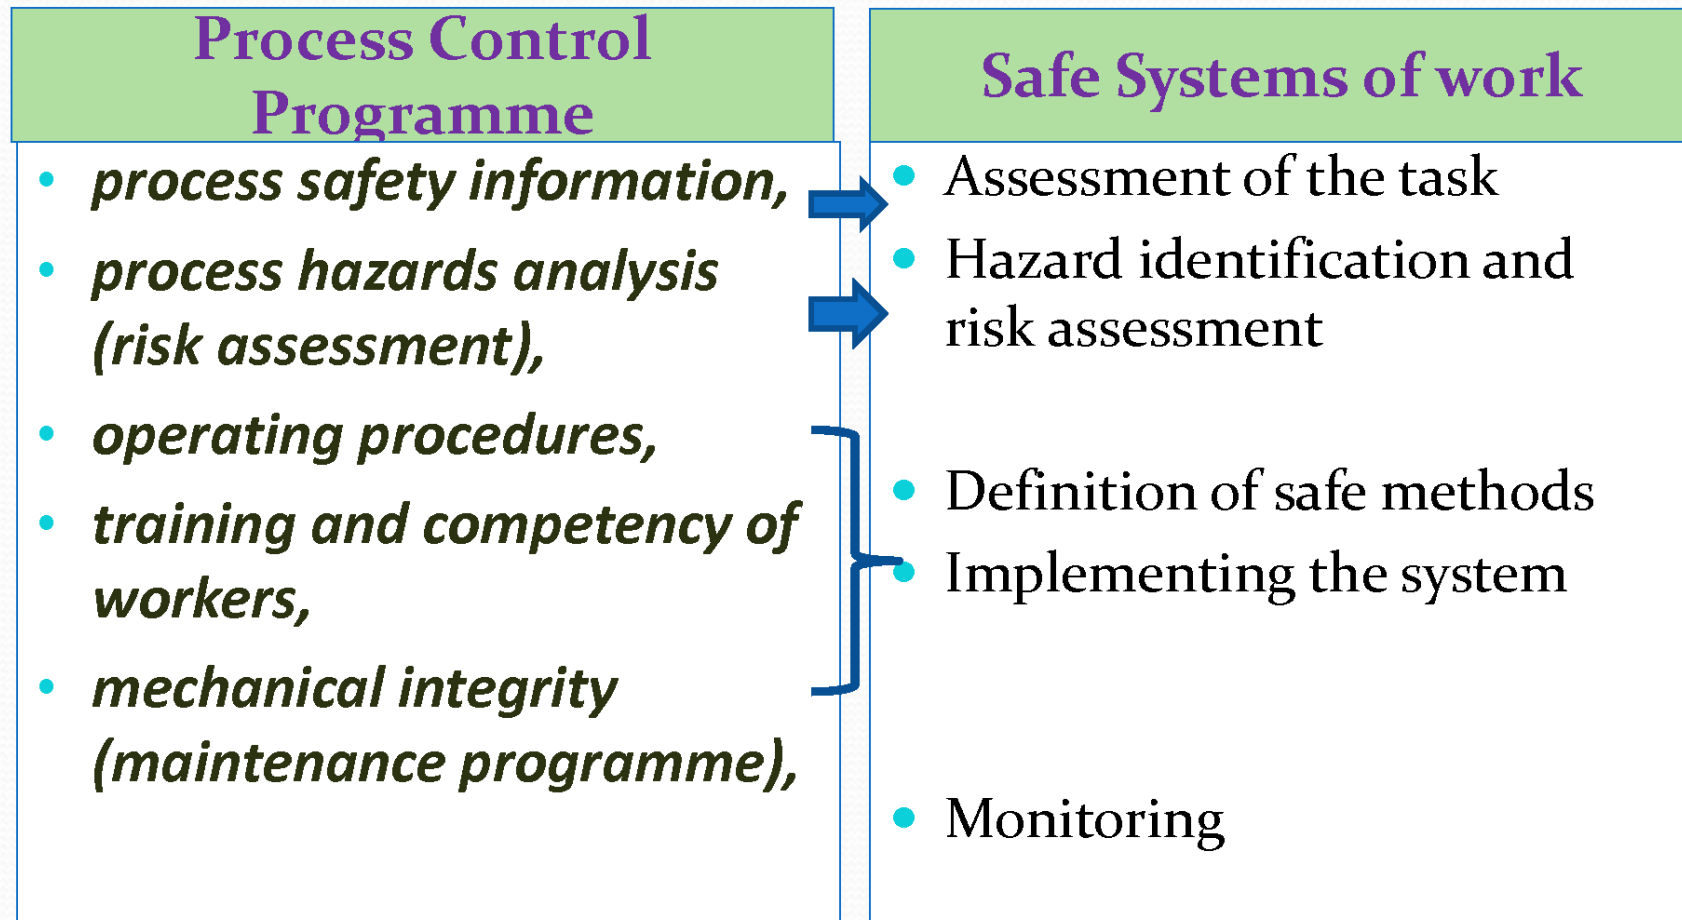 Process Control
Programme
• process safety information,
• process hazards analysis
(risk assessment),
• operating procedures,
• training and competency of
workers,
• mechanical integrity
(maintenance programme),
Safe Systems of work
• Assessment of the task
• Hazard identification and
risk assessment
• Definition of safe methods
• Implementing the system
• Monitoring